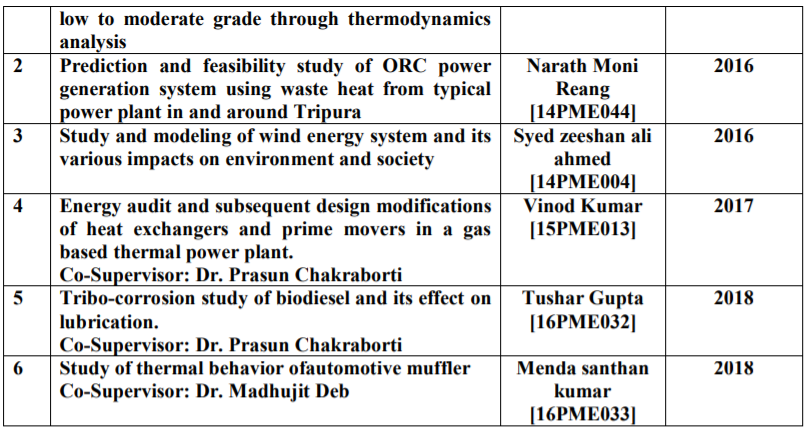 low to moderate grade through thermodynamics
analysis
2 Prediction and feasibility study of ORC power Narath Moni 2016
generation system using waste heat from typical Reang
power plant in and around Tripura [14PME044]
3 Study and modeling of wind energy system and its Syed zeeshan ali 2016
various impacts on environment and society ahmed
[14PME004]
4 Energy audit and subsequent design modifications Vinod Kumar 2017
of heat exchangers and prime movers in a gas [15PME013]
based thermal power plant.
Co-Supervisor: Dr. Prasun Chakraborti
5 Tribo-corrosion study of biodiesel and its effect on Tushar Gupta 2018
lubrication. [16PME032]
Co-Supervisor: Dr. Prasun Chakraborti
6 Study of thermal behavior ofautomotive muffler Menda santhan 2018
Co-Supervisor: Dr. Madhujit Deb kumar
[16PME033]